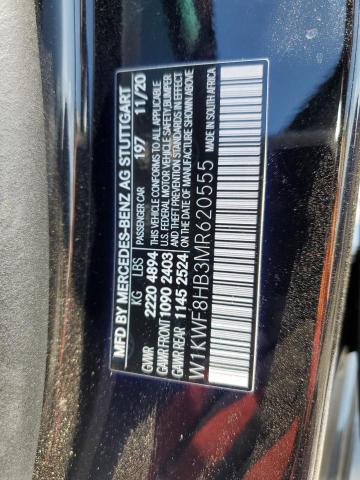 MFD BY MERCEDES-BENZ AG STUTTGART
KG LBS PASSENGER CAR 197 11/20
GVWR 2220 4894 THIS VEHICLE CONFORMS TO ALL APPLICABLE
GAWR FRONT 1090 2403 U.S. FEDERAL MOTOR VEHICLE SAFETY, BUMPER
GAWR REAR 1145 2524 AND THEFT PREVENTION STANDARDS IN EFFECT
ON THE DATE OF MANUFACTURE SHOWN ABOVE
MADE IN SOUTH AFRICA
W1KWF8HB3MR620555